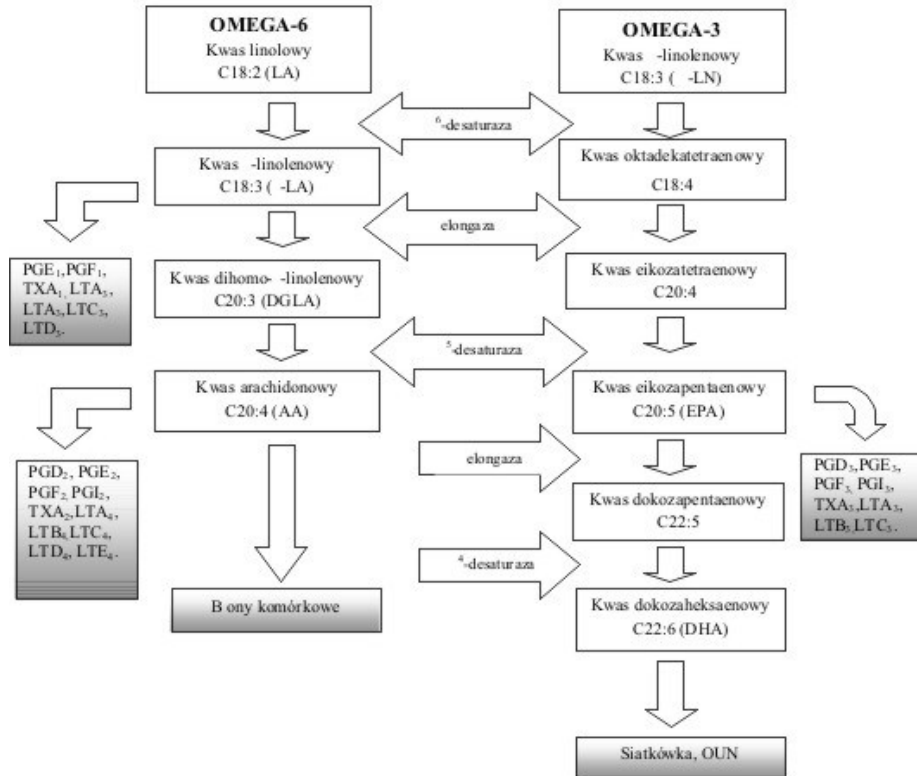 OMEGA-6
Kwas linolowy
C18:2 (LA)
OMEGA-3
Kwas -linolenowy
C18:3 ( -LN)
⁶-desaturaza
Kwas -linolenowy
C18:3 ( -LA)
Kwas oktadekatetraenowy
C18:4
elongaza
PGE₁,PGF₁,
TXA₁, LTA₃,
LTA₃,LTC₃,
LTD₃.
Kwas dihomo- -linolenowy
C20:3 (DGLA)
Kwas eikozatetraenowy
C20:4
⁵-desaturaza
Kwas arachidonowy
C20:4 (AA)
Kwas eikozapentaenowy
C20:5 (EPA)
elongaza
PGD₂, PGE₂,
PGF₂, PGI₂,
TXA₂, LTA₄,
LTB₄,LTC₄,
LTD₄, LTE₄.
PGD₃,PGE₃,
PGF₃, PGI₃,
TXA₃,LTA₃,
LTB₅,LTC₅.
Kwas dokozapentaenowy
C22:5
⁴-desaturaza
B ony komórkowe
Kwas dokozaheksaenowy
C22:6 (DHA)
Siatkówka, OUN